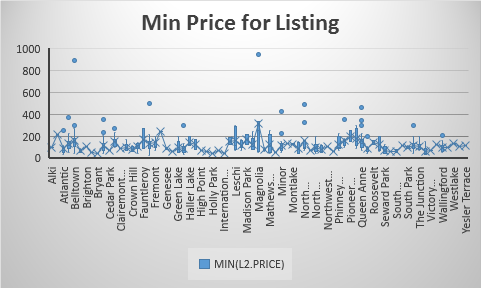 Min Price for Listing
1000
800
600
400
200
0
Alki
Atlantic
Belltown
Brighton
Bryant
Cedar Park
Clairemont…
Crown Hill
Fauntleroy
Fremont
Genesee
Green Lake
Haller Lake
High Point
Holly Park
Internation…
Leschi
Madison Park
Magnolia
Mathews…
Minor
Montlake
North…
North…
Northwest…
Phinney…
Pioneer…
Queen Anne
Roosevelt
Seward Park
South…
South Park
The Junction
Victory…
Wallingford
Westlake
Yesler Terrace
MIN(L2.PRICE)